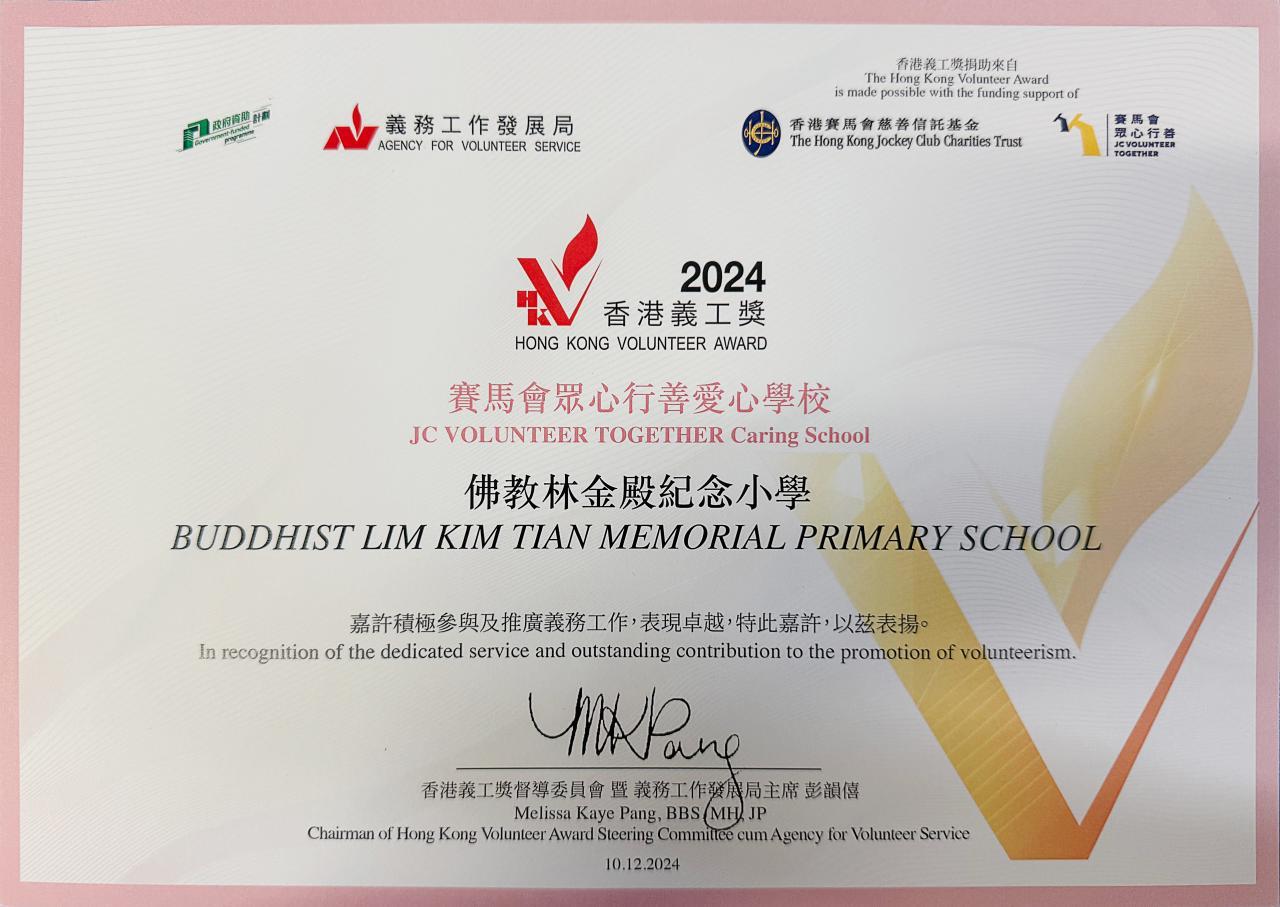 香港義工獎捐助來自
The Hong Kong Volunteer Award
is made possible with the funding support of
政府資助計劃
Government-funded
programme
義務工作發展局
AGENCY FOR VOLUNTEER SERVICE
香港賽馬會慈善信託基金
The Hong Kong Jockey Club Charities Trust
賽馬會
眾心行善
JC VOLUNTEER
TOGETHER
HK
2024
香港義工獎
HONG KONG VOLUNTEER AWARD
賽馬會眾心行善愛心學校
JC VOLUNTEER TOGETHER Caring School
佛教林金殿紀念小學
BUDDHIST LIM KIM TIAN MEMORIAL PRIMARY SCHOOL
嘉許積極參與及推廣義務工作，表現卓越，特此嘉許，以茲表揚。
In recognition of the dedicated service and outstanding contribution to the promotion of volunteerism.
MKPang
香港義工獎督導委員會 暨 義務工作發展局主席 彭韻僖
Melissa Kaye Pang, BBS, MH, JP
Chairman of Hong Kong Volunteer Award Steering Committee cum Agency for Volunteer Service
10.12.2024